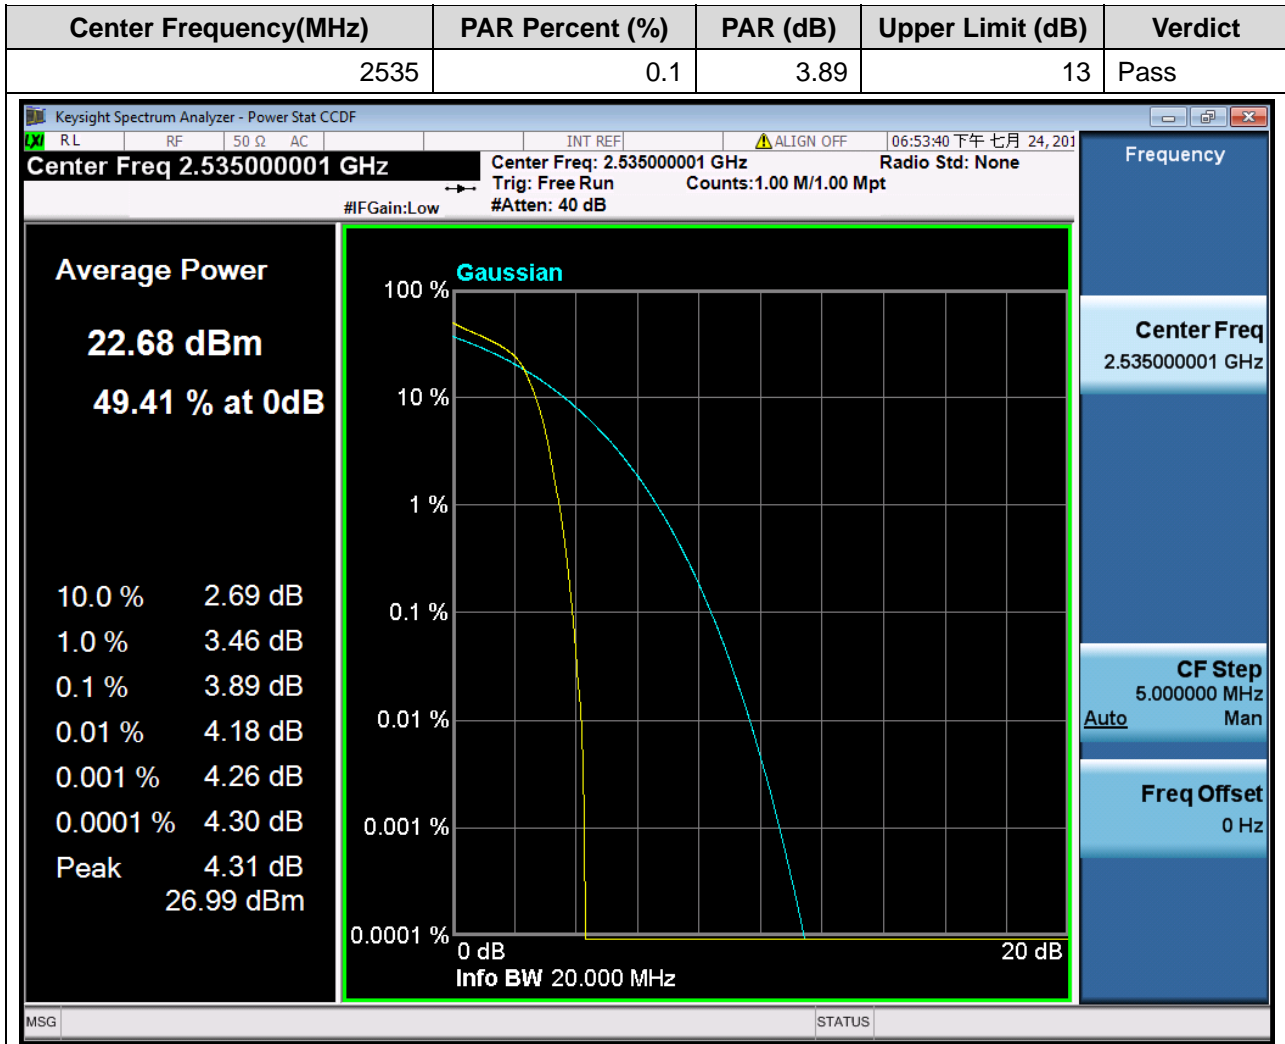 Center Frequency(MHz) PAR Percent (%) PAR (dB) Upper Limit (dB) Verdict
2535 0.1 3.89 13 Pass
Keysight Spectrum Analyzer - Power Stat CCDF
LXI RL RF 50 Ω AC INT REF ALIGN OFF 06:53:40 下午 七月 24, 201
Center Freq 2.535000001 GHz
Center Freq: 2.535000001 GHz Radio Std: None
Trig: Free Run Counts:1.00 M/1.00 Mpt
#IFGain:Low #Atten: 40 dB
Average Power
22.68 dBm
49.41 % at 0dB
10.0 % 2.69 dB
1.0 % 3.46 dB
0.1 % 3.89 dB
0.01 % 4.18 dB
0.001 % 4.26 dB
0.0001 % 4.30 dB
Peak 4.31 dB
26.99 dBm
Gaussian
100 %
10 %
1 %
0.1 %
0.01 %
0.001 %
0.0001 %
0 dB 20 dB
Info BW 20.000 MHz
Frequency
Center Freq
2.535000001 GHz
CF Step
5.000000 MHz
Auto Man
Freq Offset
0 Hz
MSG STATUS